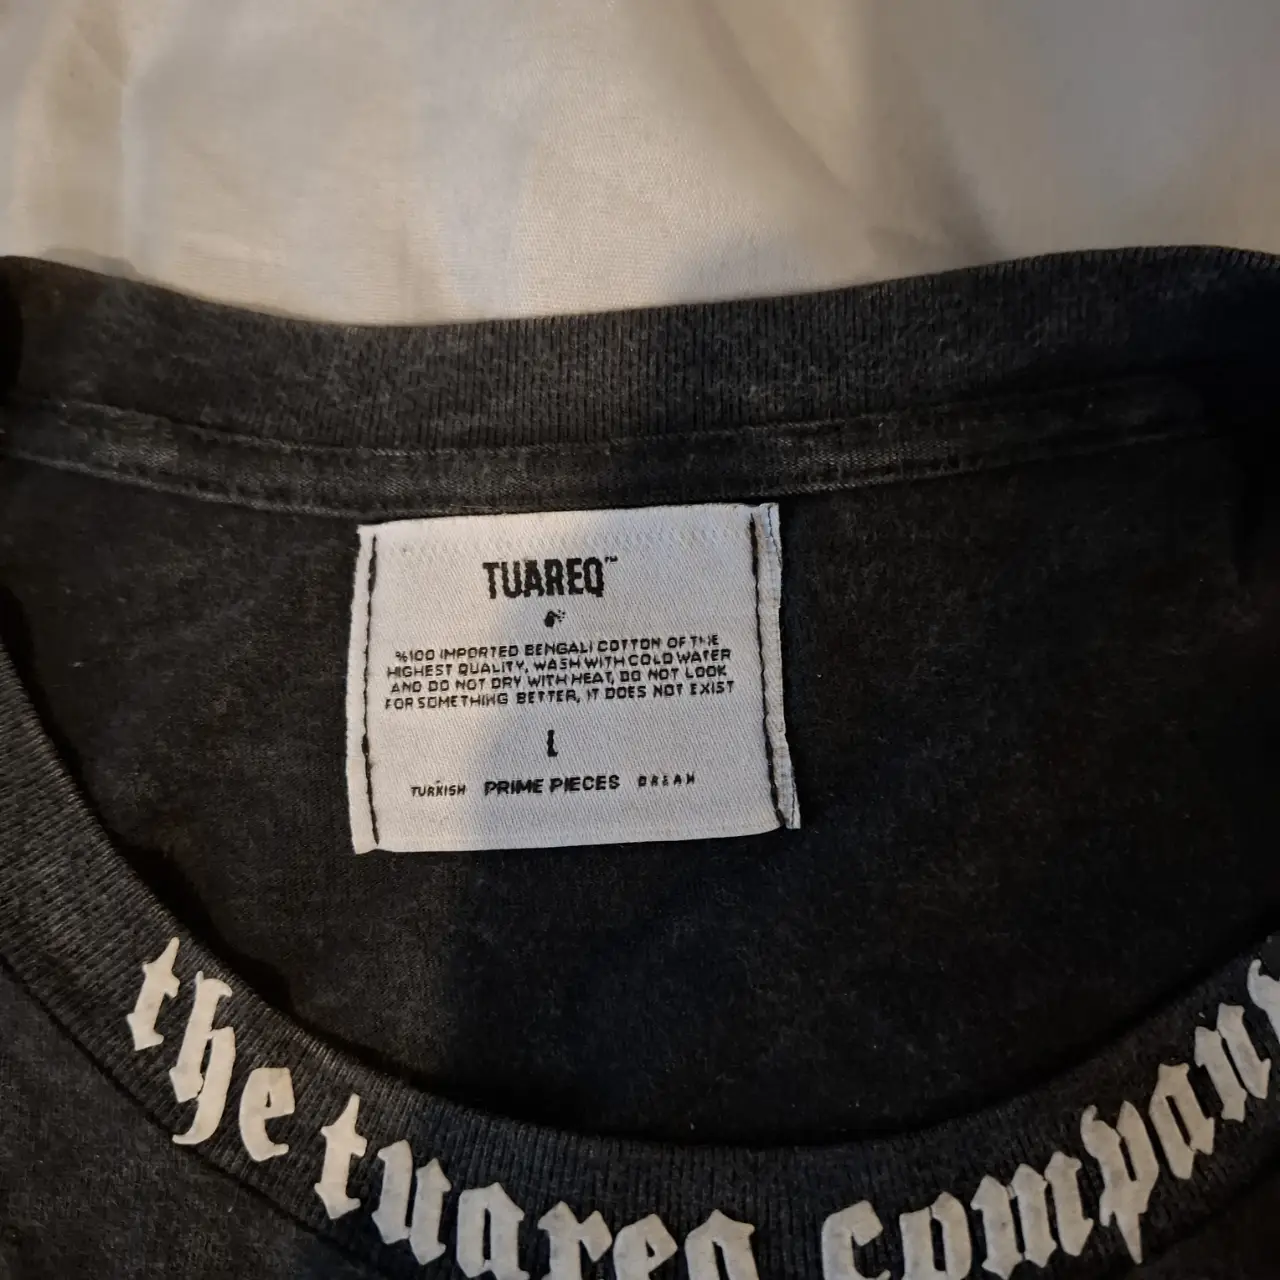 TUAREQ™
%100 IMPORTED BENGALI COTTON OF THE
HIGHEST QUALITY, WASH WITH COLD WATER
AND DO NOT DRY WITH HEAT, DO NOT LOOK
FOR SOMETHING BETTER, IT DOES NOT EXIST
L
TURKISH PRIME PIECES DREAM
the tuareq company